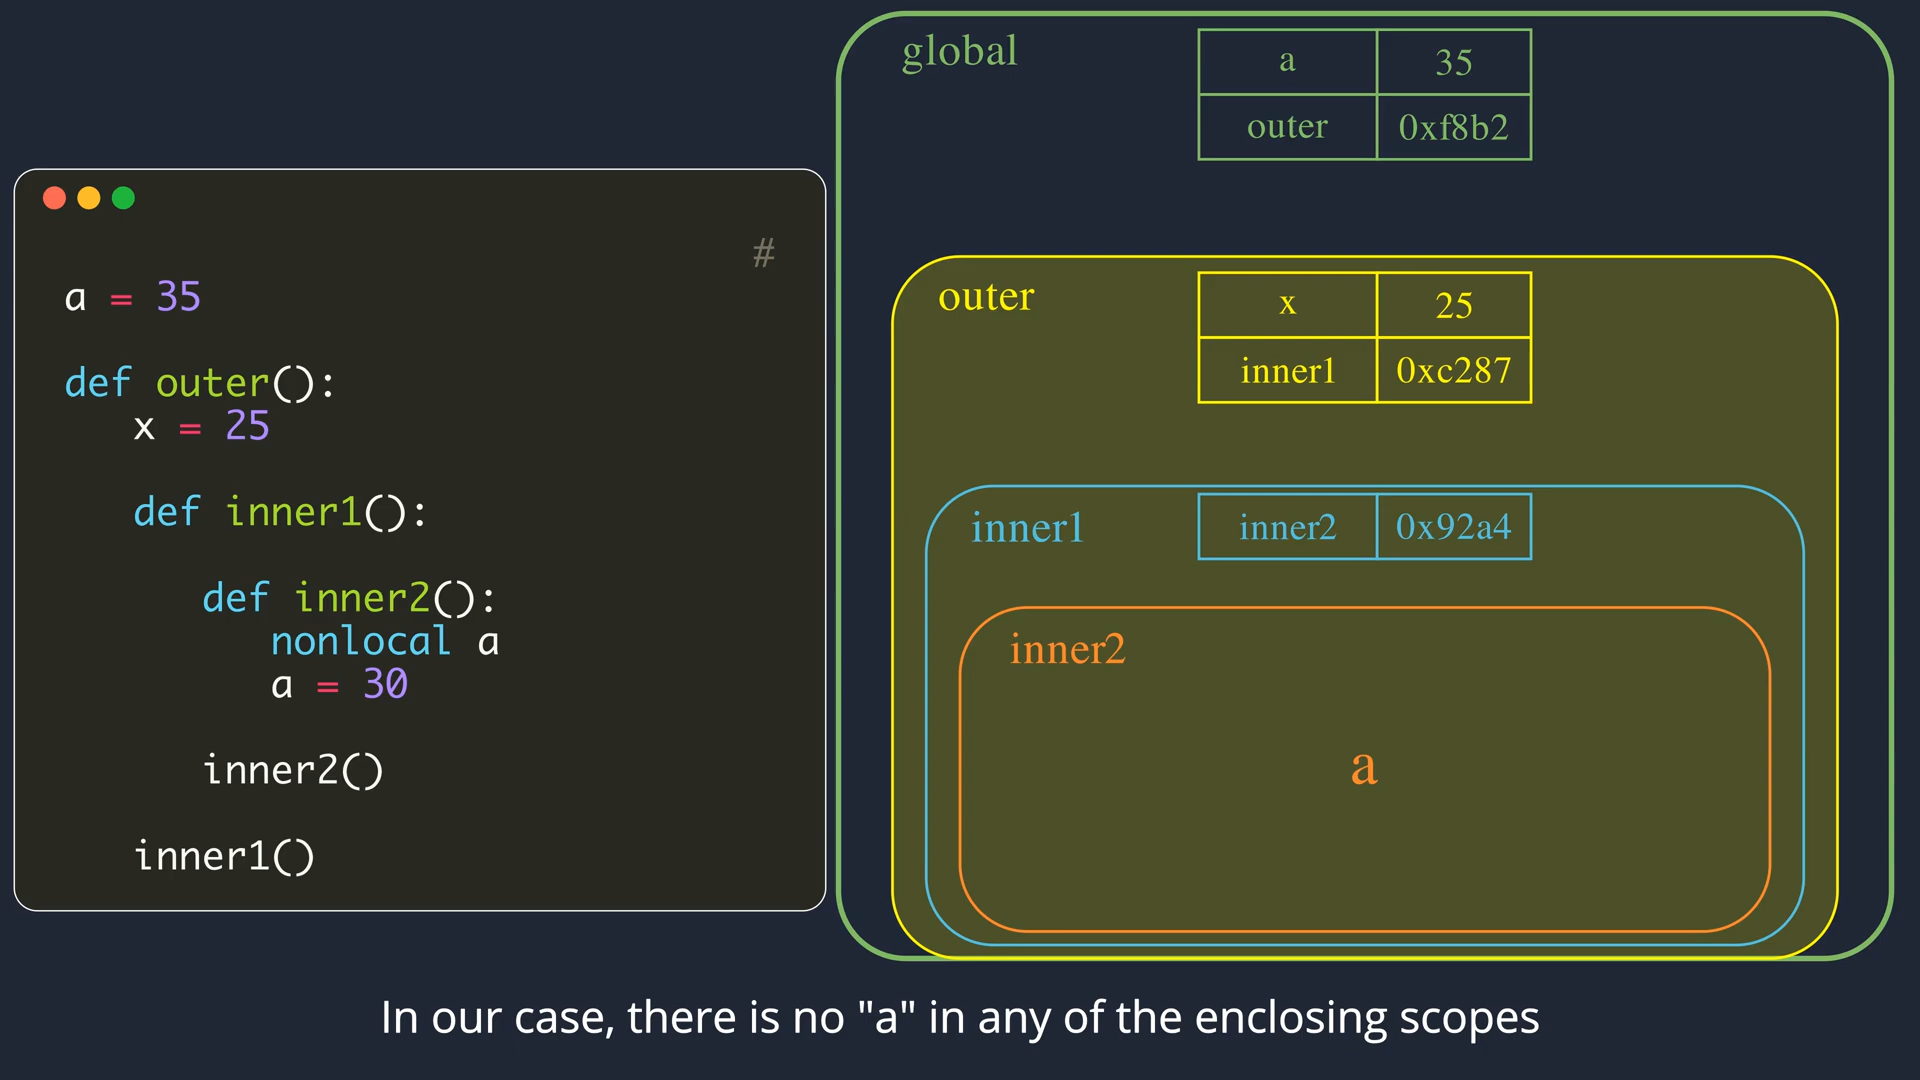 #
a = 35
def outer():
x = 25
def inner1():
def inner2():
nonlocal a
a = 30
inner2()
inner1()
global
a 35
outer 0xf8b2
outer
x 25
inner1 0xc287
inner1
inner2 0x92a4
inner2
a
In our case, there is no "a" in any of the enclosing scopes